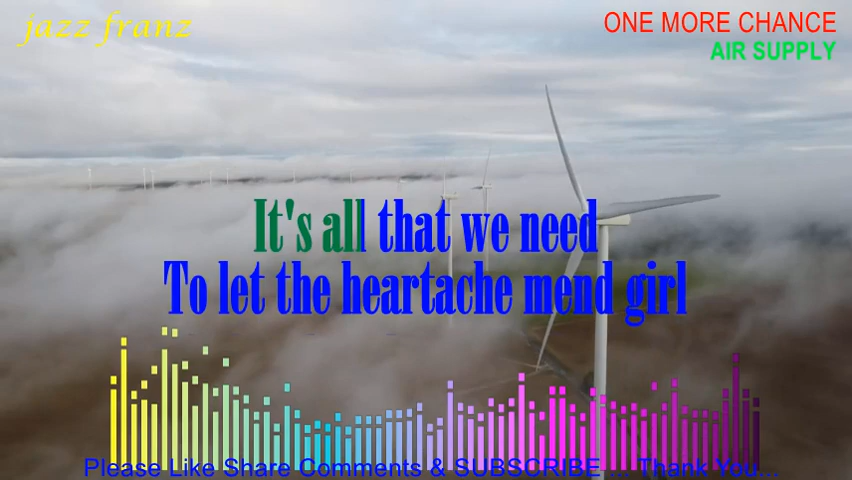 jazz franz
ONE MORE CHANCE
AIR SUPPLY
It's all that we need
To let the heartache mend girl
Please Like Share Comments & SUBSCRIBE ... Thank You...